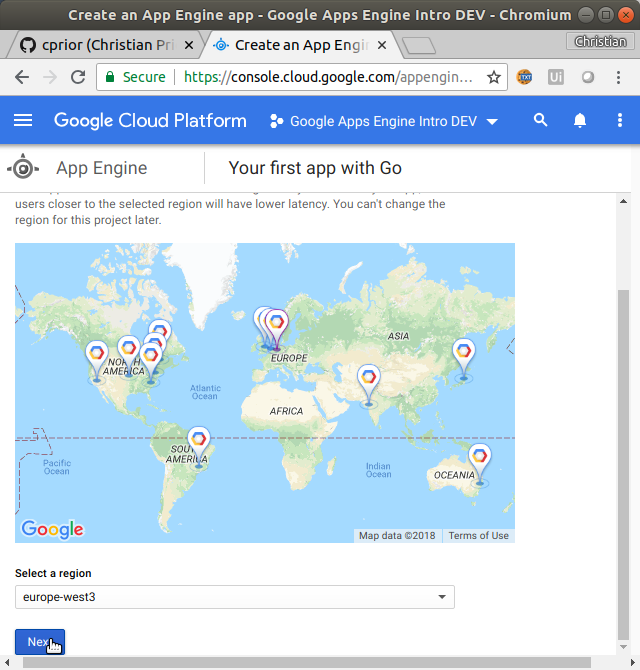 Create an App Engine app - Google Apps Engine Intro DEV - Chromium
cprior (Christian Pri
Create an App Engin
Christian
Secure
https://console.cloud.google.com/appengin…
TXT
Ui
Google Cloud Platform
Google Apps Engine Intro DEV
App Engine
Your first app with Go
users closer to the selected region will have lower latency. You can't change the
region for this project later.
ASIA
EUROPE
NORTH
AMERICA
Atlantic
Ocean
AFRICA
SOUTH
AMERICA
Pacific
Ocean
Indian
Ocean
OCEANIA
Google
Map data ©2018
Terms of Use
Select a region
europe-west3
Next